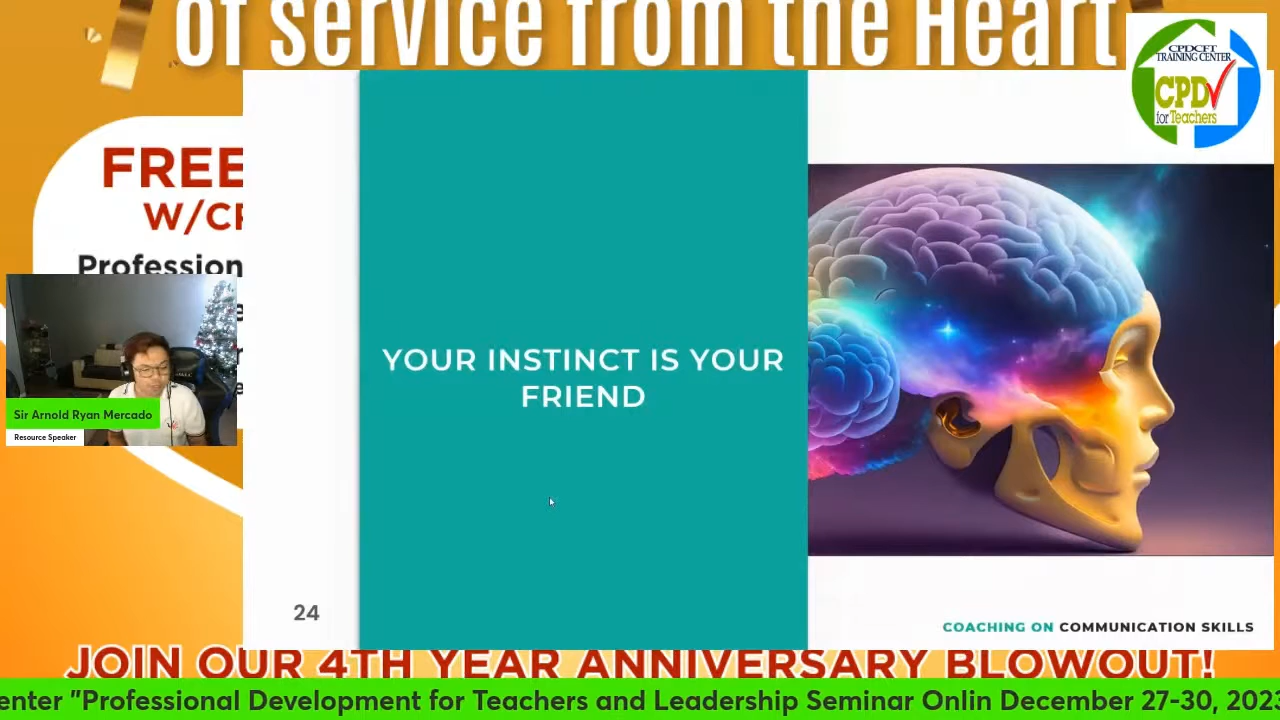 of service from the Heart
CPDCFT
TRAINING CENTER
CPD
for Teachers
FREE
W/CP
Profession
YOUR INSTINCT IS YOUR
FRIEND
Sir Arnold Ryan Mercado
Resource Speaker
24
COACHING ON COMMUNICATION SKILLS
JOIN OUR 4TH YEAR ANNIVERSARY BLOWOUT!
enter "Professional Development for Teachers and Leadership Seminar Onlin December 27-30, 2023